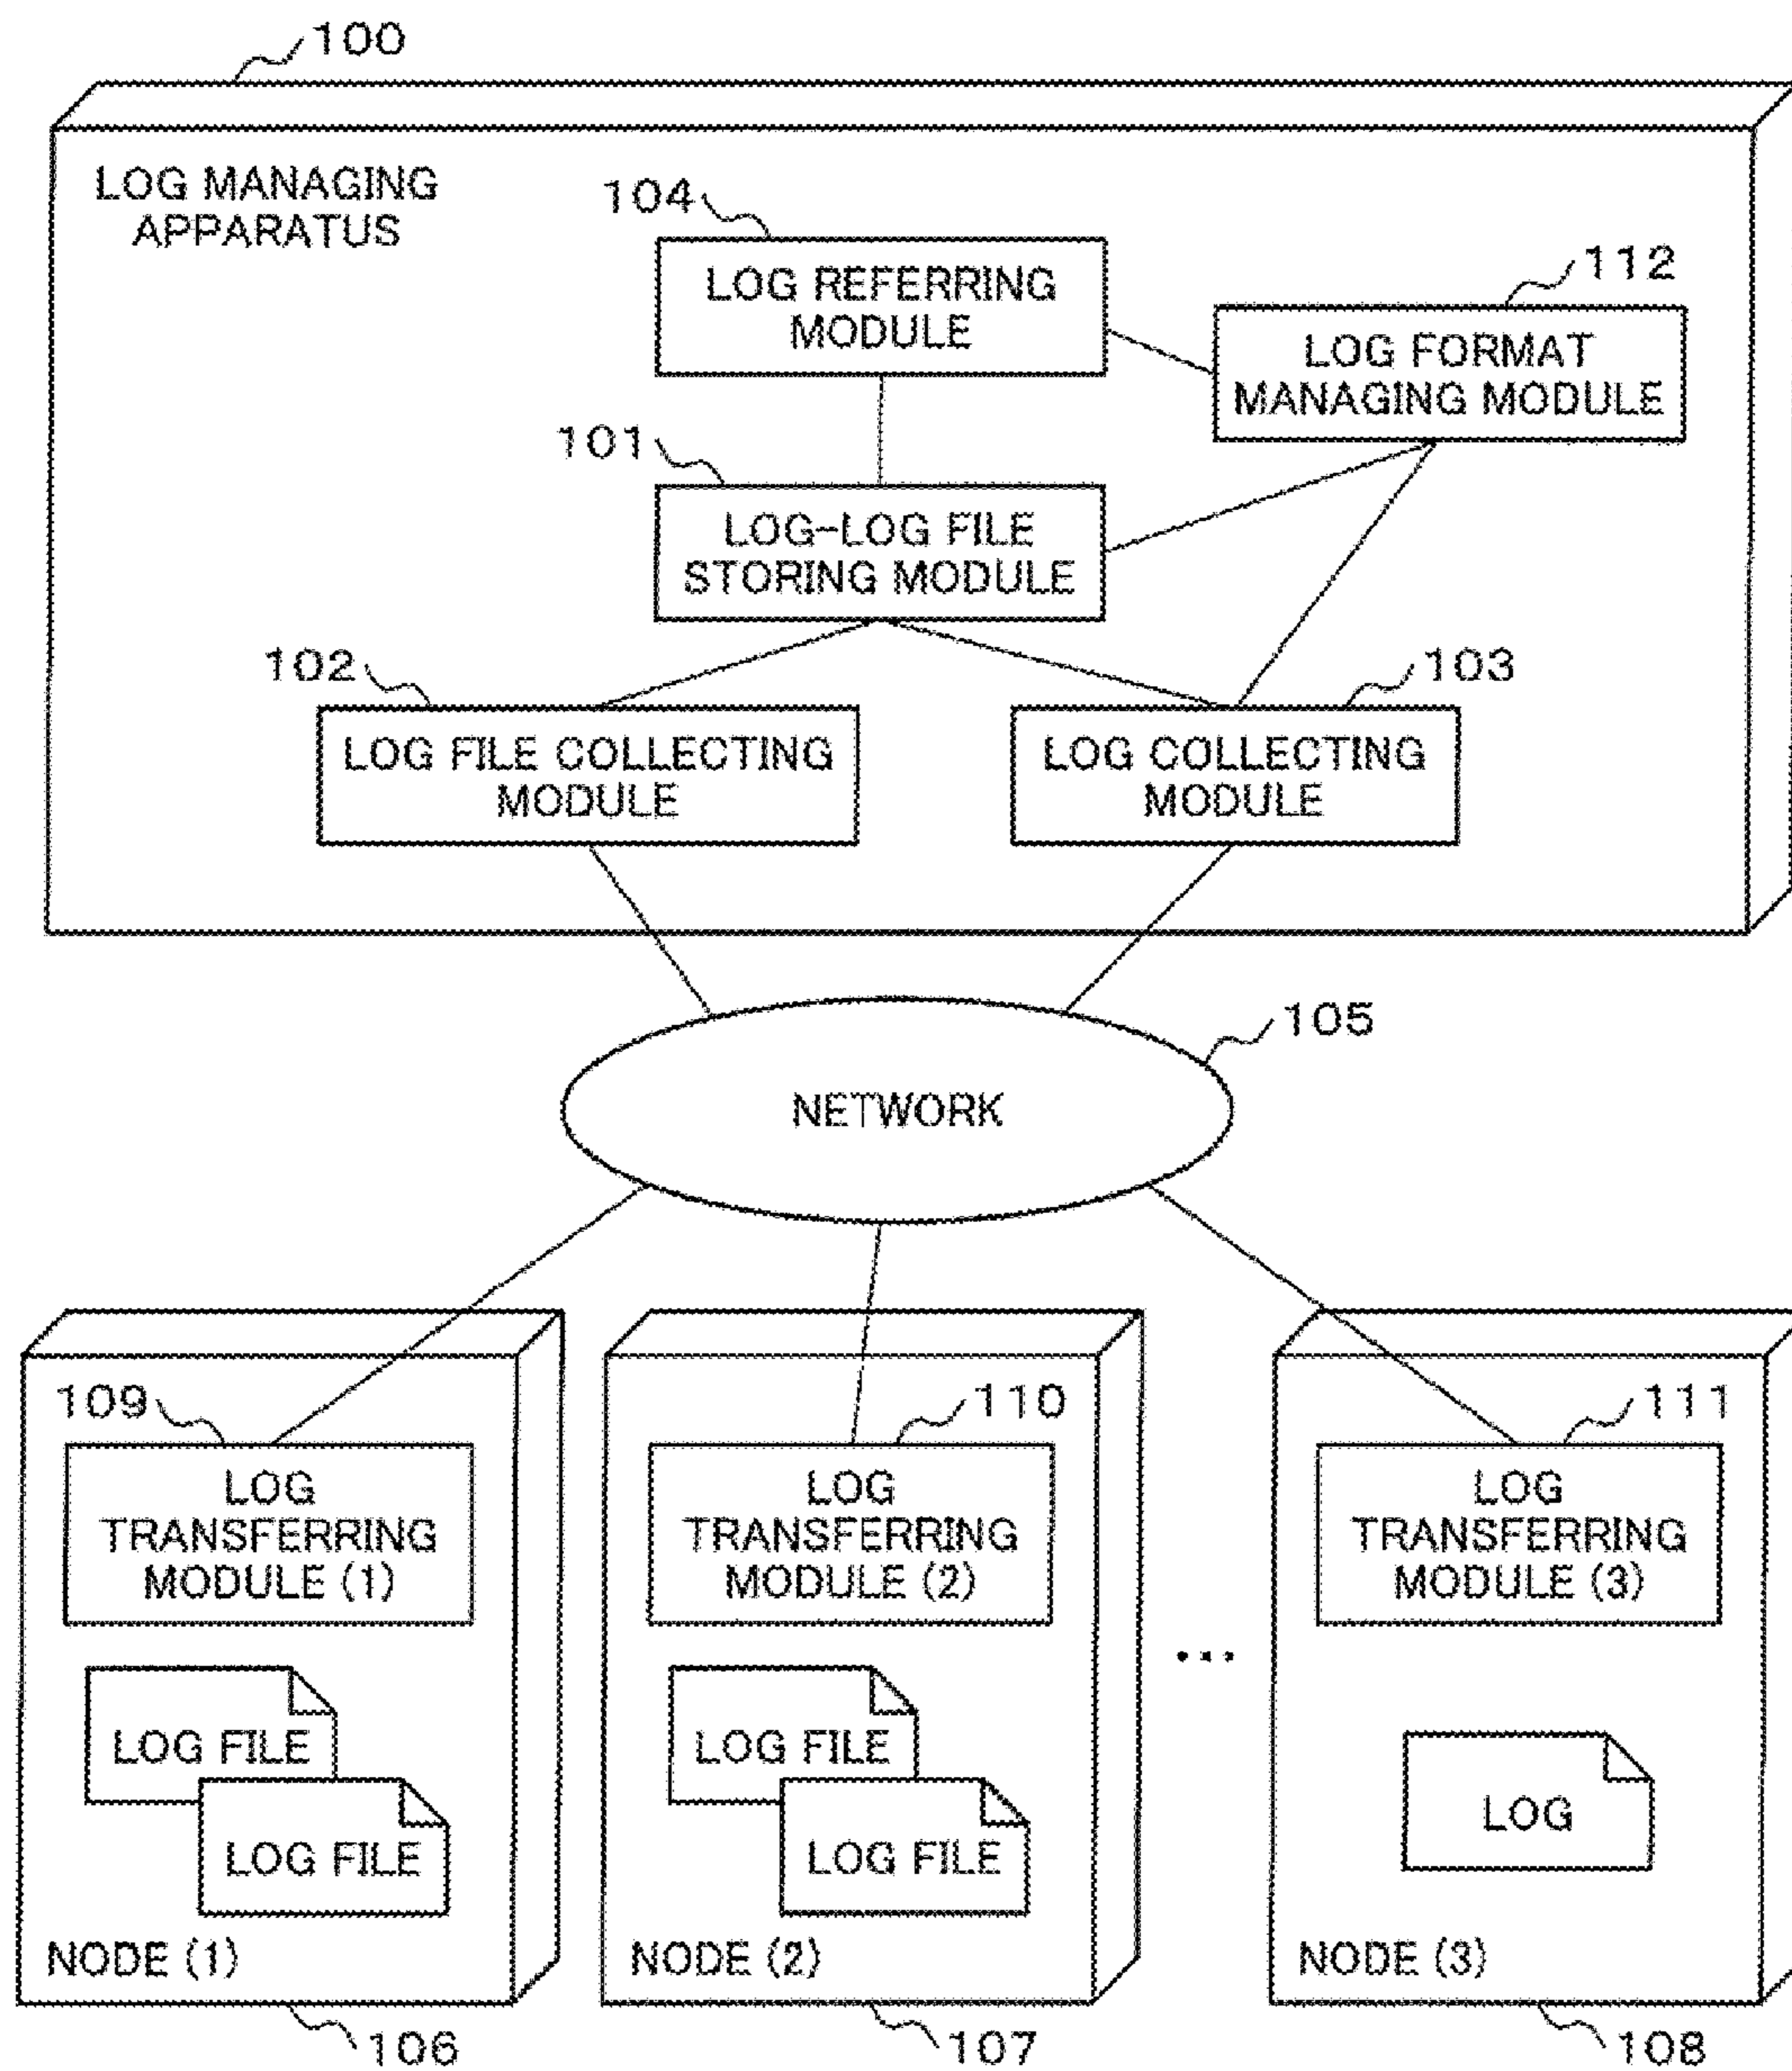 100
LOG MANAGING
APPARATUS
104
LOG REFERRING
MODULE
112
LOG FORMAT
MANAGING MODULE
101
LOG-LOG FILE
STORING MODULE
102
LOG FILE COLLECTING
MODULE
103
LOG COLLECTING
MODULE
105
NETWORK
109
LOG
TRANSFERRING
MODULE (1)
LOG FILE
LOG FILE
NODE (1)
106
110
LOG
TRANSFERRING
MODULE (2)
LOG FILE
LOG FILE
NODE (2)
107
...
111
LOG
TRANSFERRING
MODULE (3)
LOG
NODE (3)
108